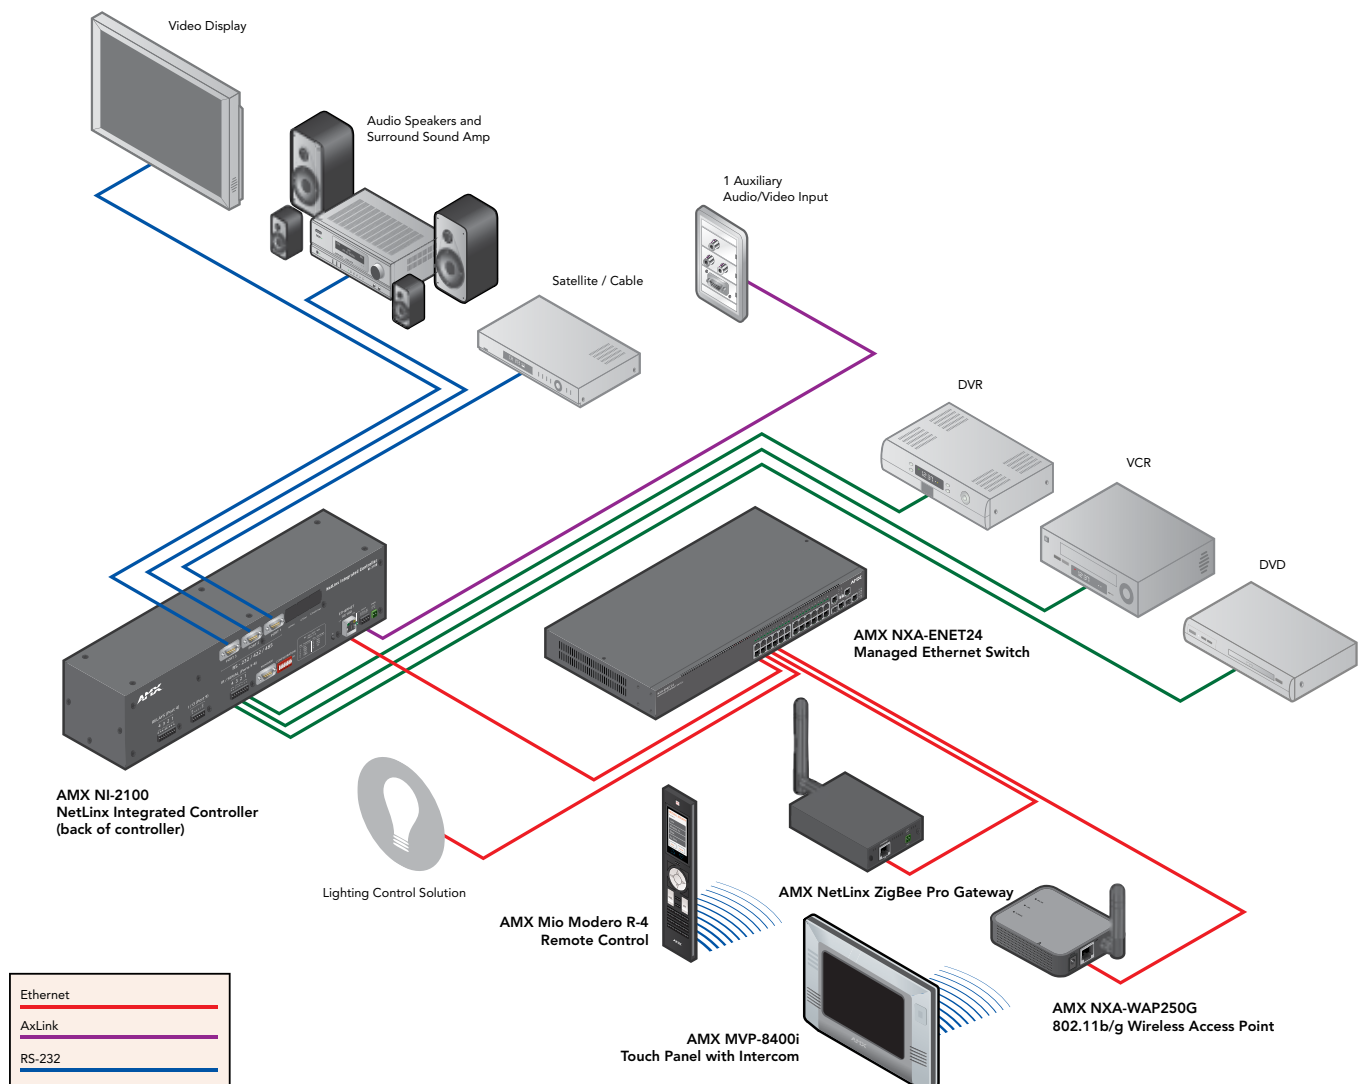 Video Display
Audio Speakers and
Surround Sound Amp
1 Auxiliary
Audio/Video Input
Satellite / Cable
DVR
VCR
DVD
AMX NXA-ENET24
Managed Ethernet Switch
AMX
AMX NI-2100
NetLinx Integrated Controller
(back of controller)
Lighting Control Solution
AMX NetLinx ZigBee Pro Gateway
AMX Mio Modero R-4
Remote Control
AMX NXA-WAP250G
802.11b/g Wireless Access Point
AMX MVP-8400i
Touch Panel with Intercom
Ethernet
AxLink
RS-232